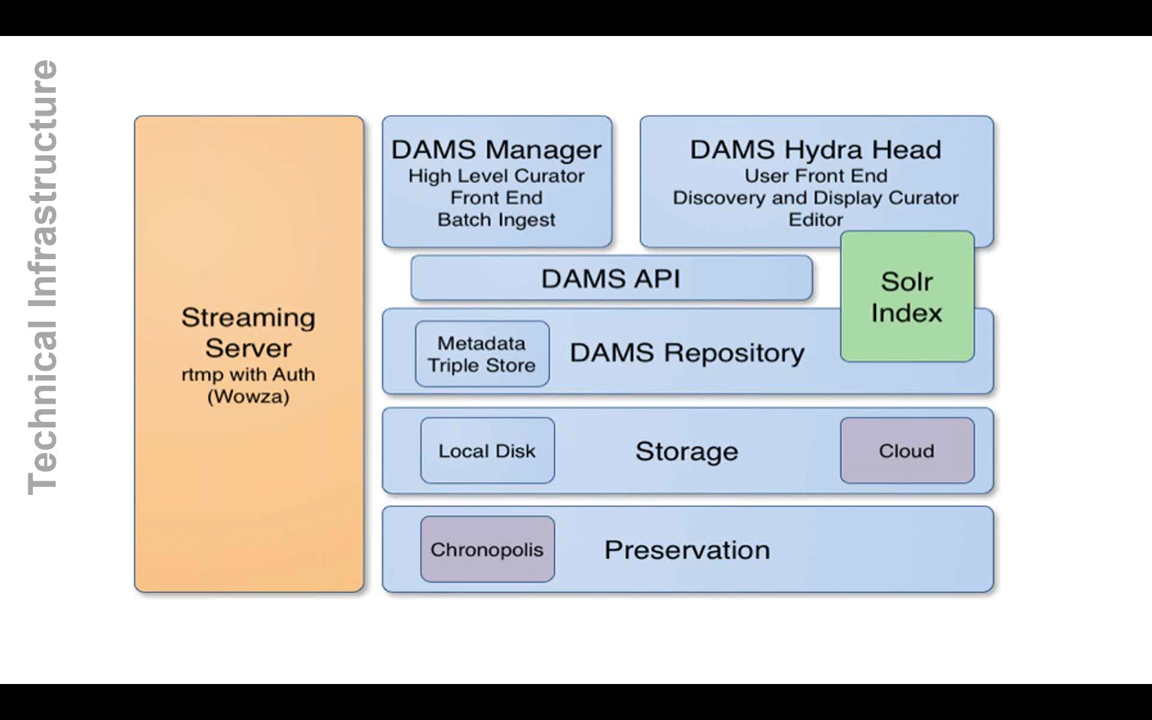 Technical Infrastructure
Streaming
Server
rtmp with Auth
(Wowza)
DAMS Manager
High Level Curator
Front End
Batch Ingest
DAMS Hydra Head
User Front End
Discovery and Display Curator
Editor
DAMS API
Solr
Index
Metadata
Triple Store
DAMS Repository
Local Disk
Storage
Cloud
Chronopolis
Preservation